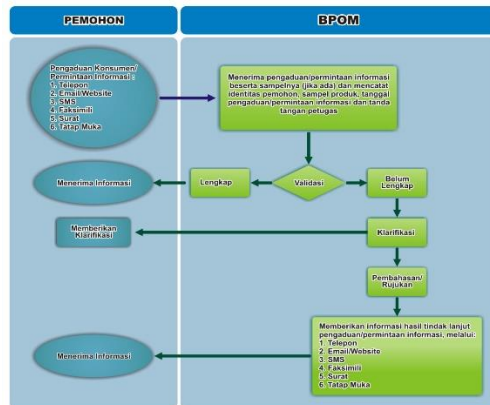 PEMOHON
BPOM
Pengaduan Konsumen/
Permintaan Informasi :
1. Telepon
2. Email/Website
3. SMS
4. Faksimili
5. Surat
6. Tatap Muka
Menerima pengaduan/permintaan informasi
beserta sampelnya (jika ada) dan mencatat
identitas pemohon, sampel produk, tanggal
pengaduan/permintaan informasi dan tanda
tangan petugas
Menerima Informasi
Lengkap
Validasi
Belum
Lengkap
Memberikan
Klarifikasi
Klarifikasi
Pembahasan/
Rujukan
Memberikan informasi hasil tindak lanjut
pengaduan/permintaan informasi, melalui:
1. Telepon
2. Email/Website
3. SMS
4. Faksimili
5. Surat
6. Tatap Muka
Menerima Informasi